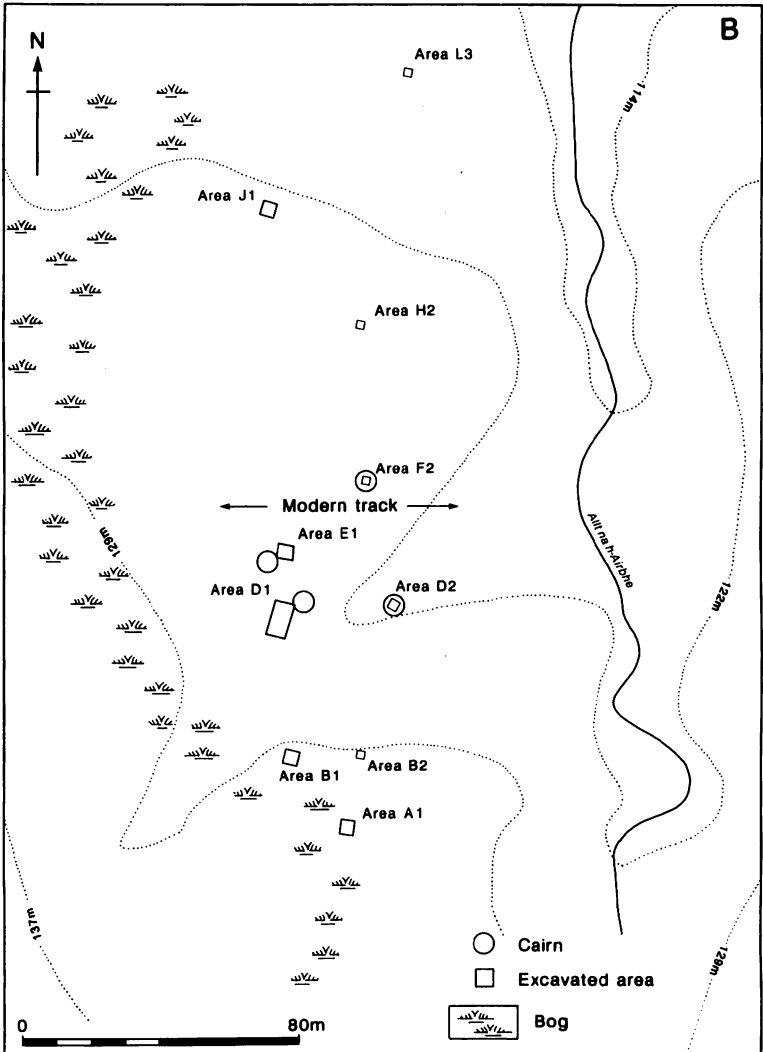 B
N
Area L3
114m
Area J1
Area H2
Area F2
Modern track
Area E1
129m
Area D1
Area D2
Allt na h-Airbhe
122m
Area B1
Area B2
Area A1
137m
129m
Cairn
Excavated area
Bog
0
80m